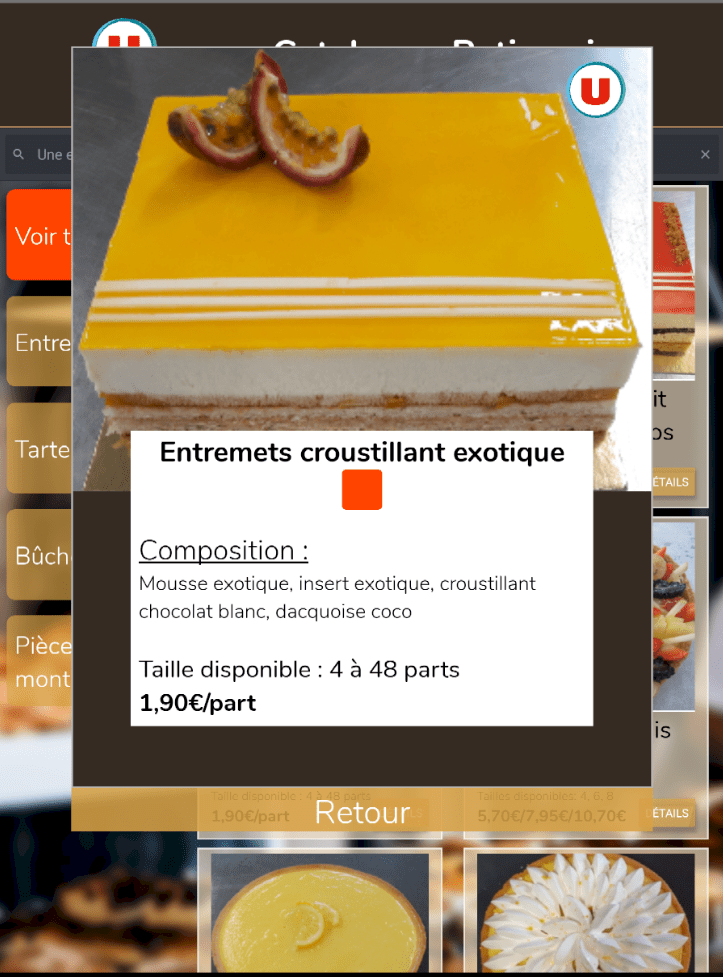 U
Une e
Voir t
Entre
Tarte
Bûch
Pièce
mont
Entremets croustillant exotique
Composition :
Mousse exotique, insert exotique, croustillant
chocolat blanc, dacquoise coco
Taille disponible : 4 à 48 parts
1,90€/part
Retour
it
os
ÉTAILS
is
Taille disponible : 4 à 48 parts
1,90€/part
Tailles disponibles: 4, 6, 8
5,70€/7,95€/10,70€
DÉTAILS